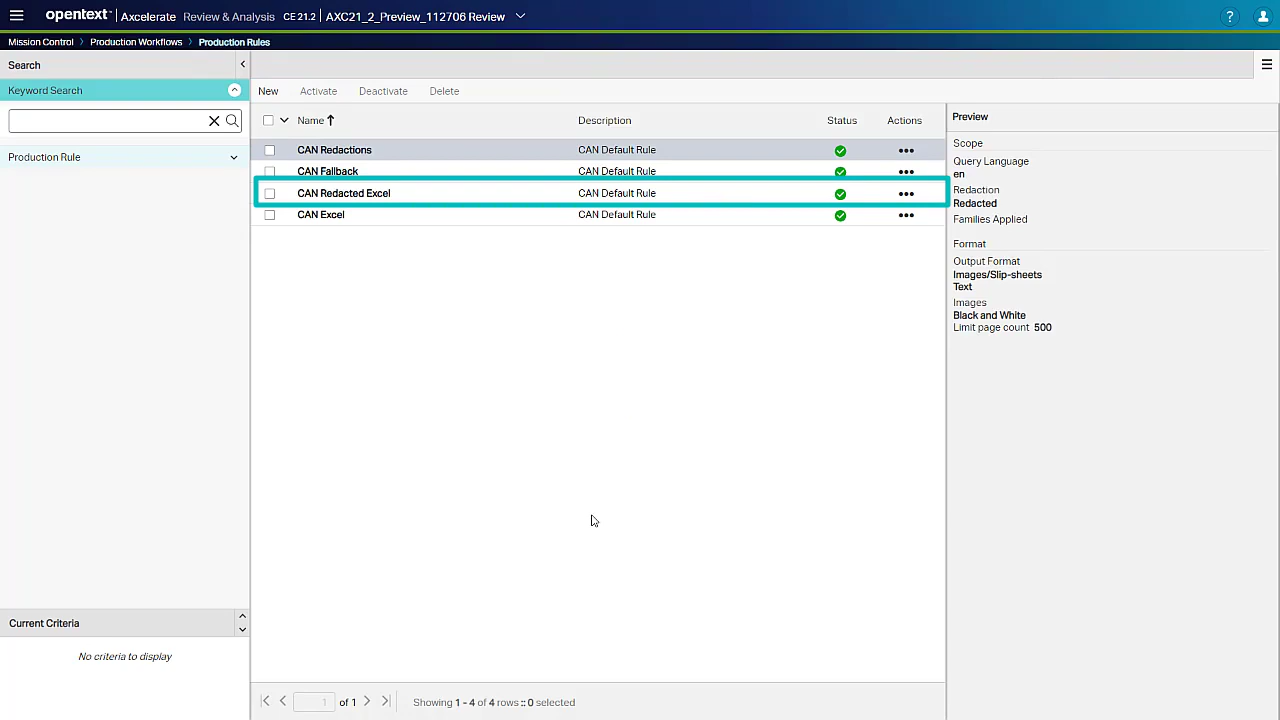 opentext™ | Axcelerate Review & Analysis CE 21.2 | AXC21_2_Preview_112706 Review ?
Mission Control > Production Workflows > Production Rules
Search
Keyword Search
New Activate Deactivate Delete
Name Description Status Actions
Preview
Production Rule
CAN Redactions CAN Default Rule •••
CAN Fallback CAN Default Rule •••
CAN Redacted Excel CAN Default Rule •••
CAN Excel CAN Default Rule •••
Scope
Query Language
en
Redaction
Redacted
Families Applied
Format
Output Format
Images/Slip-sheets
Text
Images
Black and White
Limit page count 500
Current Criteria
No criteria to display
1 of 1 Showing 1 - 4 of 4 rows :: 0 selected